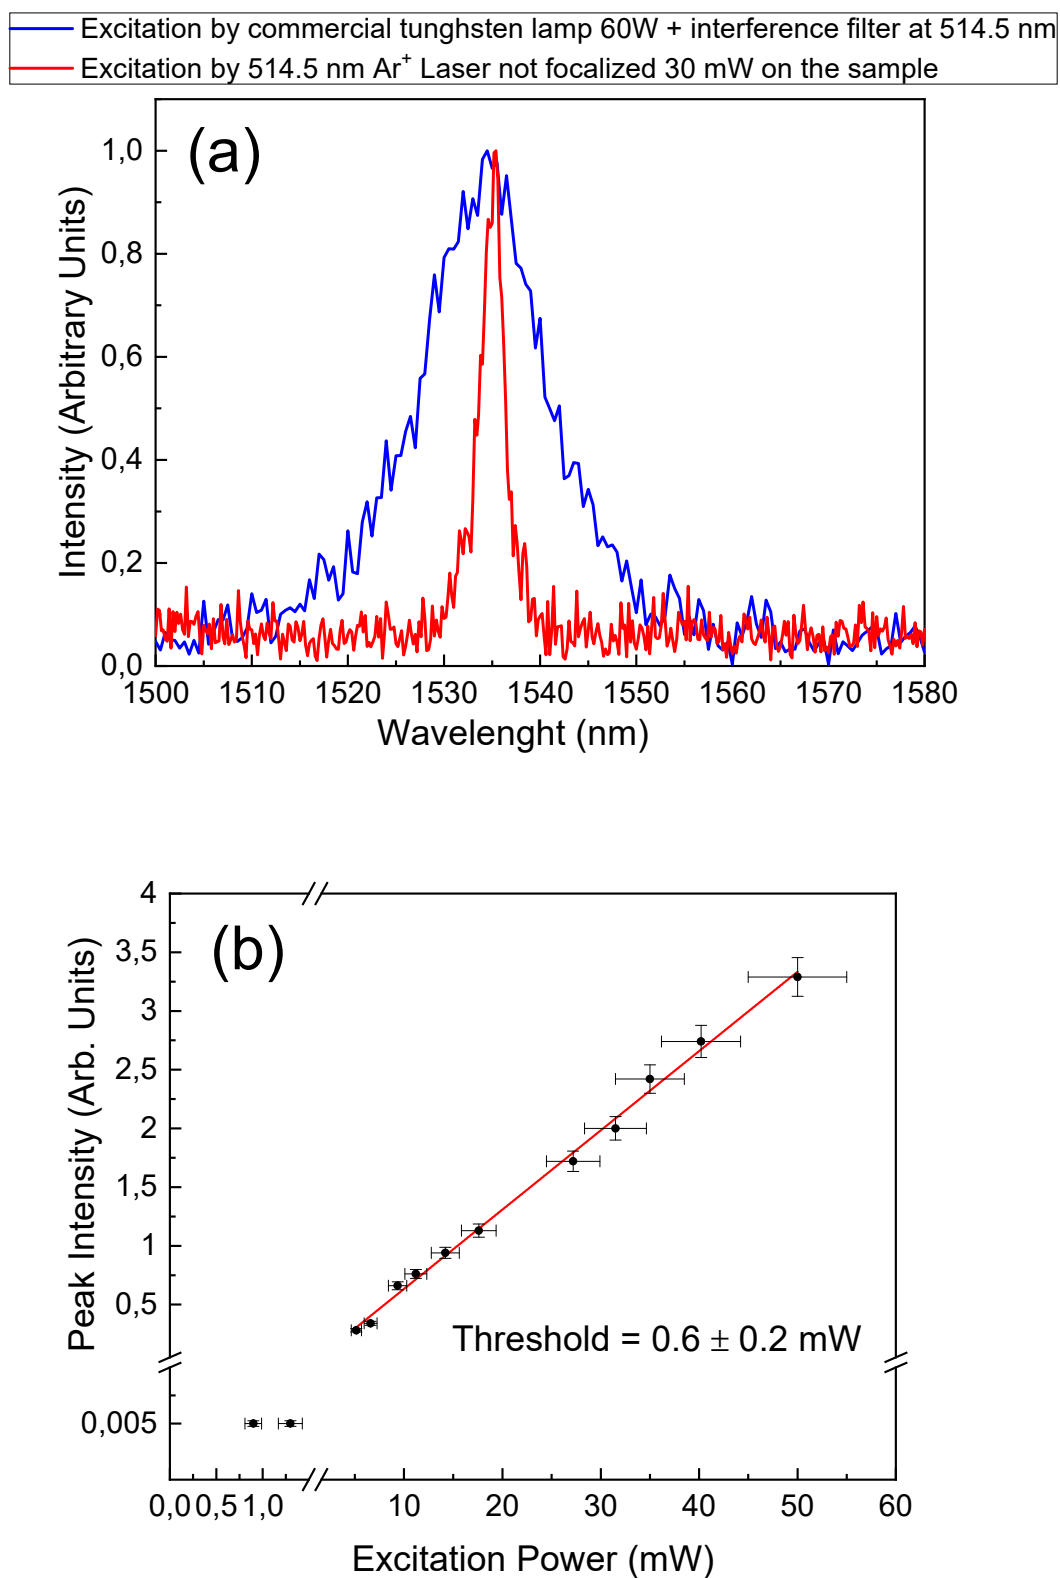 Excitation by commercial tunghsten lamp 60W + interference filter at 514.5 nm
Excitation by 514.5 nm Ar+ Laser not focalized 30 mW on the sample
(a)
Intensity (Arbitrary Units)
1,0
0,8
0,6
0,4
0,2
0,0
1500 1510 1520 1530 1540 1550 1560 1570 1580
Wavelenght (nm)
(b)
Peak Intensity (Arb. Units)
4
3,5
3
2,5
2
1,5
1
0,5
0,005
Threshold = 0.6 ± 0.2 mW
0,0 0,5 1,0 10 20 30 40 50 60
Excitation Power (mW)